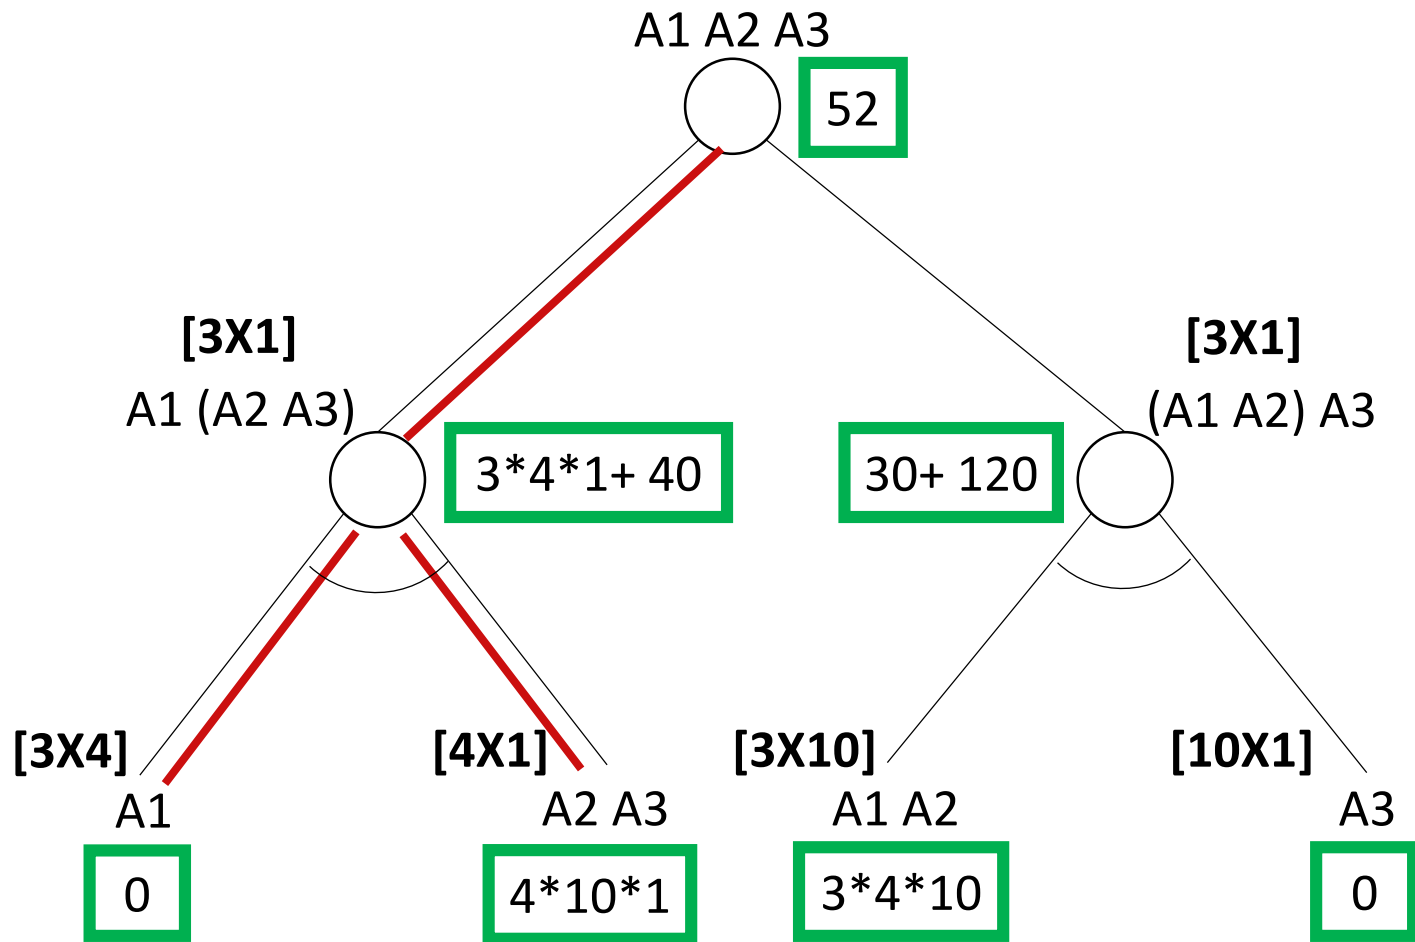 A1 A2 A3
52
[3X1]
A1 (A2 A3)
3*4*1+ 40
[3X1]
(A1 A2) A3
30+ 120
[3X4]
A1
0
[4X1]
A2 A3
4*10*1
[3X10]
A1 A2
3*4*10
[10X1]
A3
0